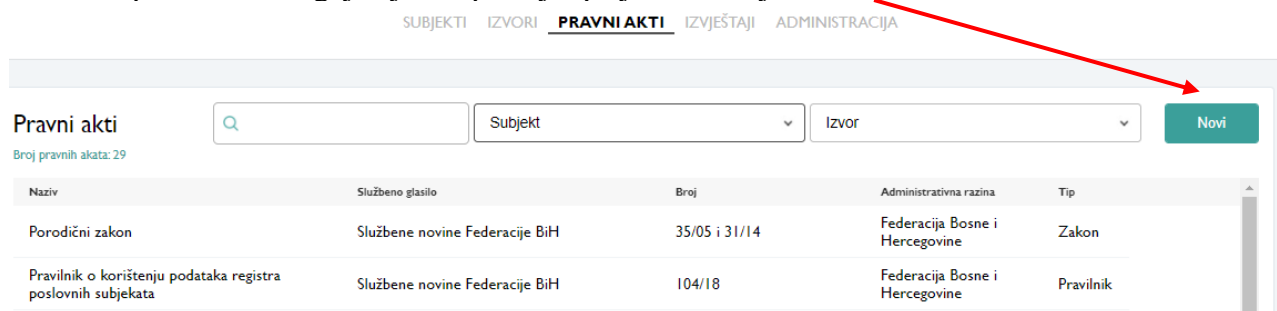 SUBJEKTI IZVORI PRAVNI AKTI IZVJEŠTAJI ADMINISTRACIJA
Pravni akti Subjekt Izvor Novi
Broj pravnih akata: 29
Naziv Službeno glasilo Broj Administrativna razina Tip
Porodični zakon Službene novine Federacije BiH 35/05 i 31/14 Federacija Bosne i Hercegovine Zakon
Pravilnik o korištenju podataka registra poslovnih subjekata Službene novine Federacije BiH 104/18 Federacija Bosne i Hercegovine Pravilnik